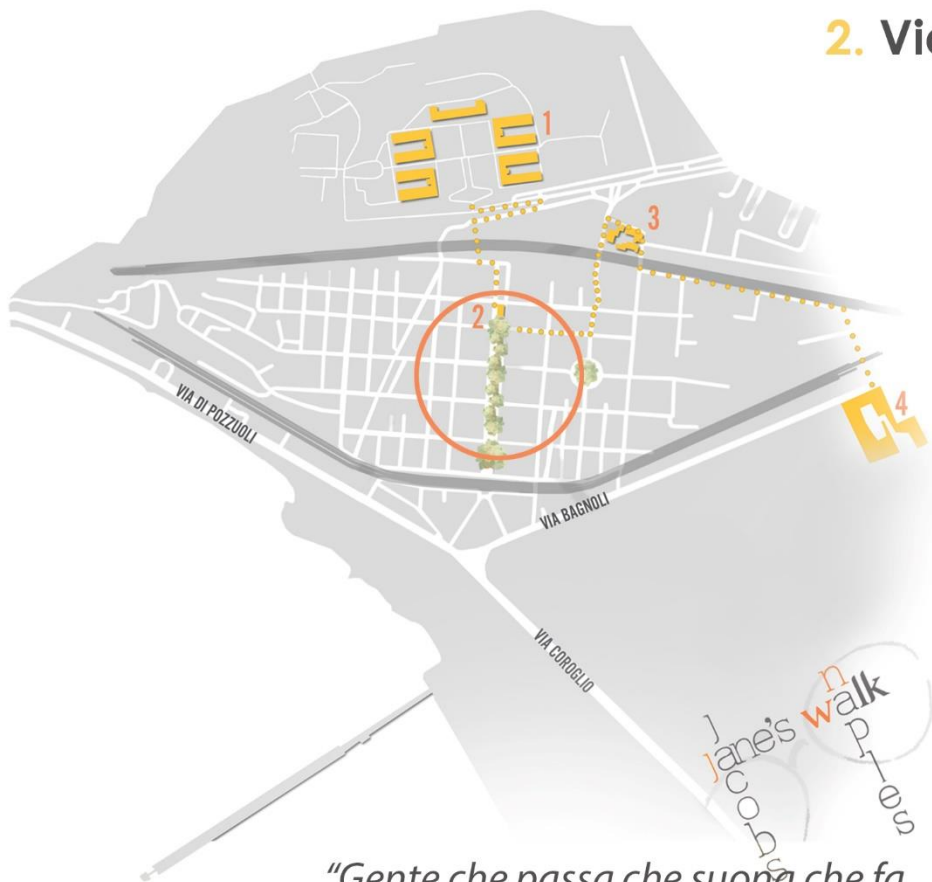 2.
1
3
2
4
VIA DI POZZUOLI
VIA BAGNOLI
VIA COROGLIO
jane's walk
jacobs
naples
“Gente che passa che suona che fa